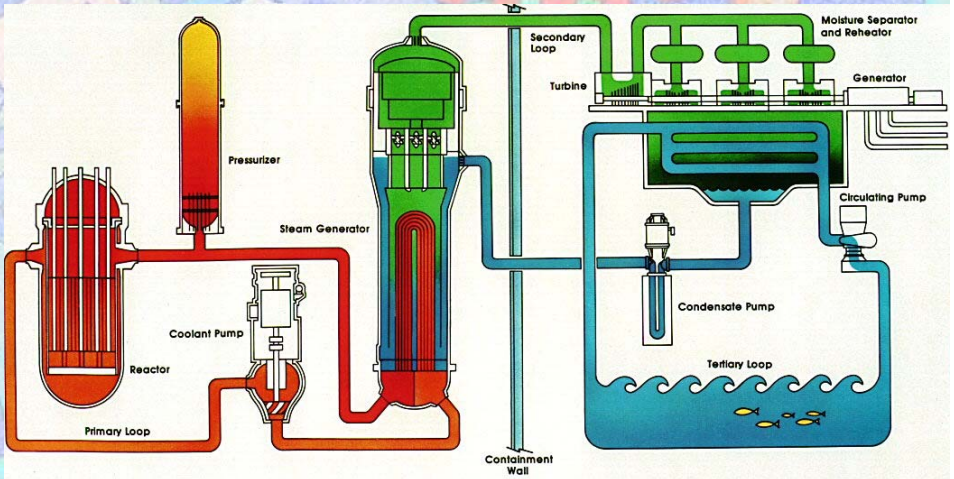 Secondary
Loop
Moisture Separator
and Reheator
Turbine
Generator
Pressurizer
Circulating Pump
Steam Generator
Condensate Pump
Coolant Pump
Reactor
Tertiary Loop
Primary Loop
Containment
Wall